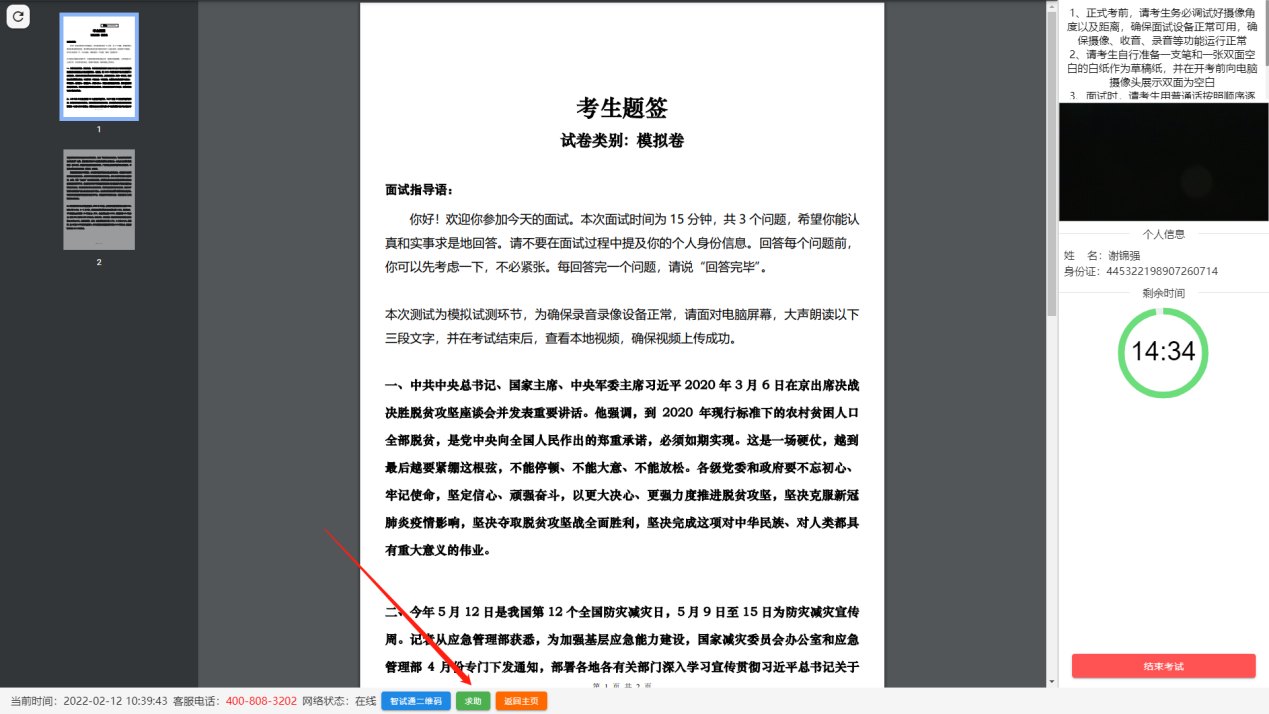 1、正式考前，请考生务必调试好摄像角
度以及距离，确保面试设备正常可用，确
保摄像、收音、录音等功能运行正常
2、请考生自行准备一支笔和一张双面空
白的白纸作为草稿纸，并在开考前向电脑
摄像头展示双面为空白
3、面试时，请考生用普通话按照顺序逐
1
2
考生题签
试卷类别：模拟卷
面试指导语：
你好！欢迎你参加今天的面试。本次面试时间为 15 分钟，共 3 个问题，希望你能认
真和实事求是地回答。请不要在面试过程中提及你的个人身份信息。回答每个问题前，
你可以先考虑一下，不必紧张。每回答完一个问题，请说“回答完毕”。
本次测试为模拟试测环节，为确保录音录像设备正常，请面对电脑屏幕，大声朗读以下
三段文字，并在考试结束后，查看本地视频，确保视频上传成功。
一、中共中央总书记、国家主席、中央军委主席习近平 2020 年 3 月 6 日在京出席决战
决胜脱贫攻坚座谈会并发表重要讲话。他强调，到 2020 年现行标准下的农村贫困人口
全部脱贫，是党中央向全国人民作出的郑重承诺，必须如期实现。这是一场硬仗，越到
最后越要紧绷这根弦，不能停顿、不能大意、不能放松。各级党委和政府要不忘初心、
牢记使命，坚定信心、顽强奋斗，以更大决心、更强力度推进脱贫攻坚，坚决克服新冠
肺炎疫情影响，坚决夺取脱贫攻坚战全面胜利，坚决完成这项对中华民族、对人类都具
有重大意义的伟业。
二、今年 5 月 12 日是我国第 12 个全国防灾减灾日，5 月 9 日至 15 日为防灾减灾宣传
周。记者从应急管理部获悉，为加强基层应急能力建设，国家减灾委员会办公室和应急
管理部 4 月份专门下发通知，部署各地各有关部门深入学习宣传贯彻习近平总书记关于
第 1 页 共 2 页
个人信息
姓 名：谢锦强
身份证：445322198907260714
剩余时间
14:34
结束考试
当前时间：2022-02-12 10:39:43 客服电话：400-808-3202 网络状态：在线 智试通二维码 求助 返回主页